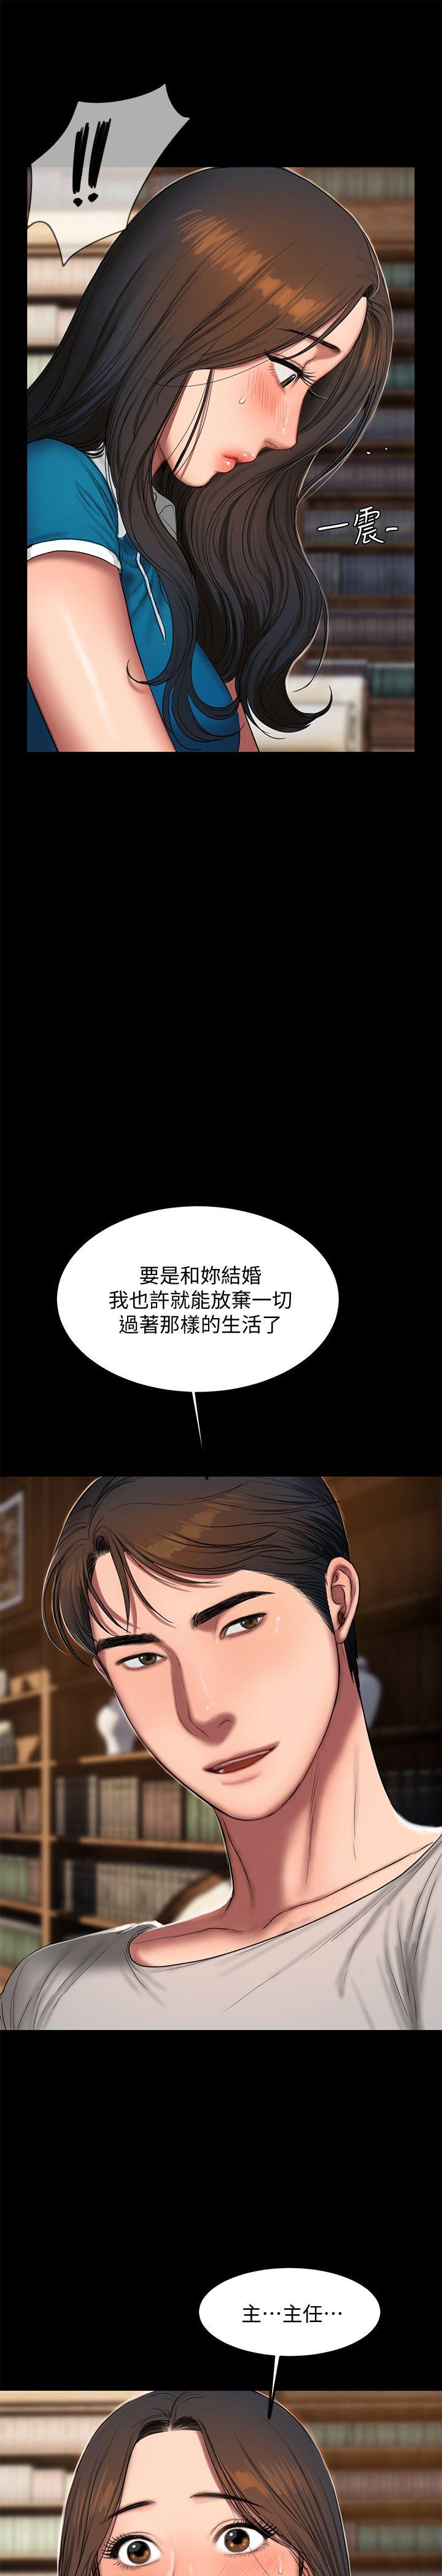 !!
一震-
要是和妳結婚
我也許就能放棄一切
過著那樣的生活了
主⋯主任⋯